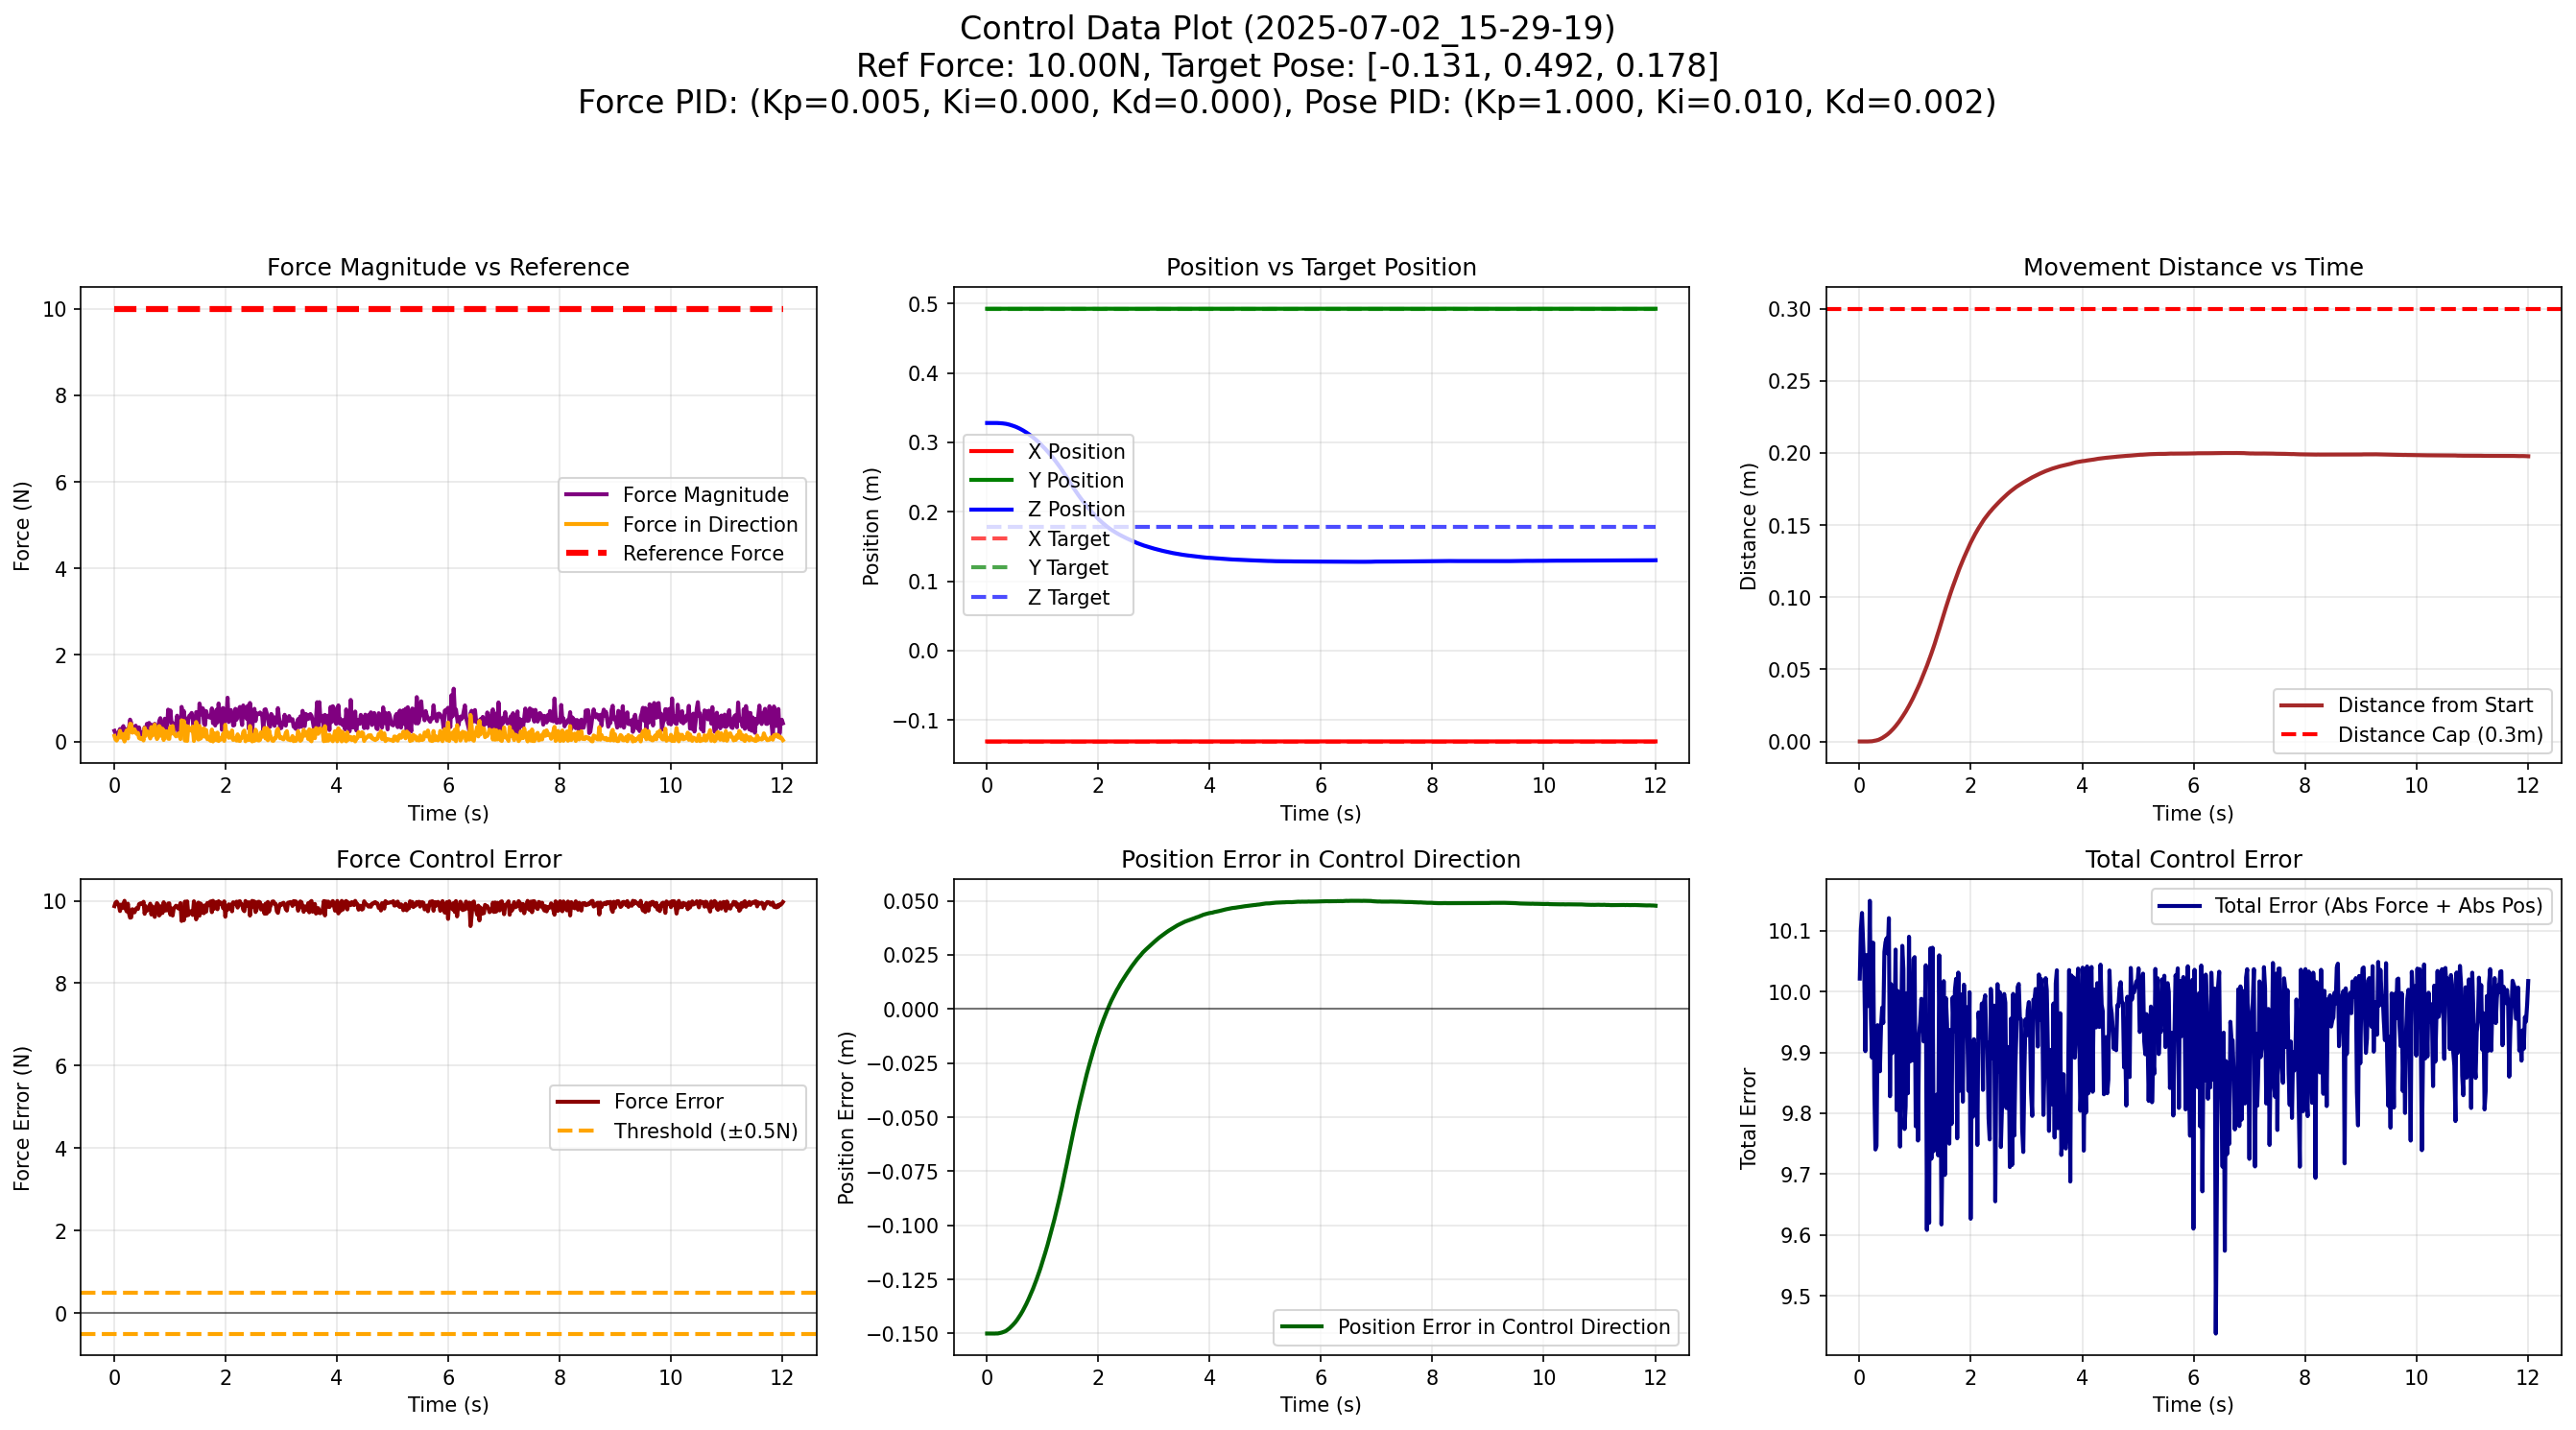 Control Data Plot (2025-07-02_15-29-19)
Ref Force: 10.00N, Target Pose: [-0.131, 0.492, 0.178]
Force PID: (Kp=0.005, Ki=0.000, Kd=0.000), Pose PID: (Kp=1.000, Ki=0.010, Kd=0.002)
Force Magnitude vs Reference
10
8
6
4
2
0
Force (N)
Force Magnitude
Force in Direction
Reference Force
0 2 4 6 8 10 12
Time (s)
Position vs Target Position
0.5
0.4
0.3
0.2
0.1
0.0
−0.1
Position (m)
X Position
Y Position
Z Position
X Target
Y Target
Z Target
0 2 4 6 8 10 12
Time (s)
Movement Distance vs Time
0.30
0.25
0.20
0.15
0.10
0.05
0.00
Distance (m)
Distance from Start
Distance Cap (0.3m)
0 2 4 6 8 10 12
Time (s)
Force Control Error
10
8
6
4
2
0
Force Error (N)
Force Error
Threshold (±0.5N)
0 2 4 6 8 10 12
Time (s)
Position Error in Control Direction
0.050
0.025
0.000
−0.025
−0.050
−0.075
−0.100
−0.125
−0.150
Position Error (m)
Position Error in Control Direction
0 2 4 6 8 10 12
Time (s)
Total Control Error
10.1
10.0
9.9
9.8
9.7
9.6
9.5
Total Error
Total Error (Abs Force + Abs Pos)
0 2 4 6 8 10 12
Time (s)